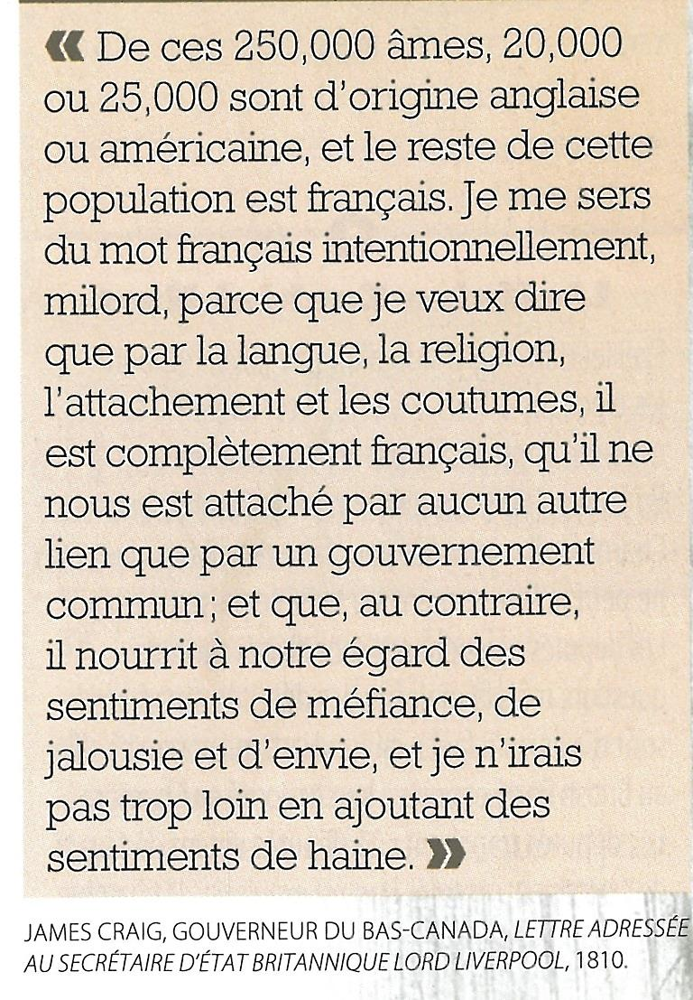 « De ces 250,000 âmes, 20,000
ou 25,000 sont d'origine anglaise
ou américaine, et le reste de cette
population est français. Je me sers
du mot français intentionnellement,
milord, parce que je veux dire
que par la langue, la religion,
l'attachement et les coutumes, il
est complètement français, qu'il ne
nous est attaché par aucun autre
lien que par un gouvernement
commun ; et que, au contraire,
il nourrit à notre égard des
sentiments de méfiance, de
jalousie et d'envie, et je n'irais
pas trop loin en ajoutant des
sentiments de haine. »
JAMES CRAIG, GOUVERNEUR DU BAS-CANADA, LETTRE ADRESSÉE
AU SECRÉTAIRE D'ÉTAT BRITANNIQUE LORD LIVERPOOL, 1810.